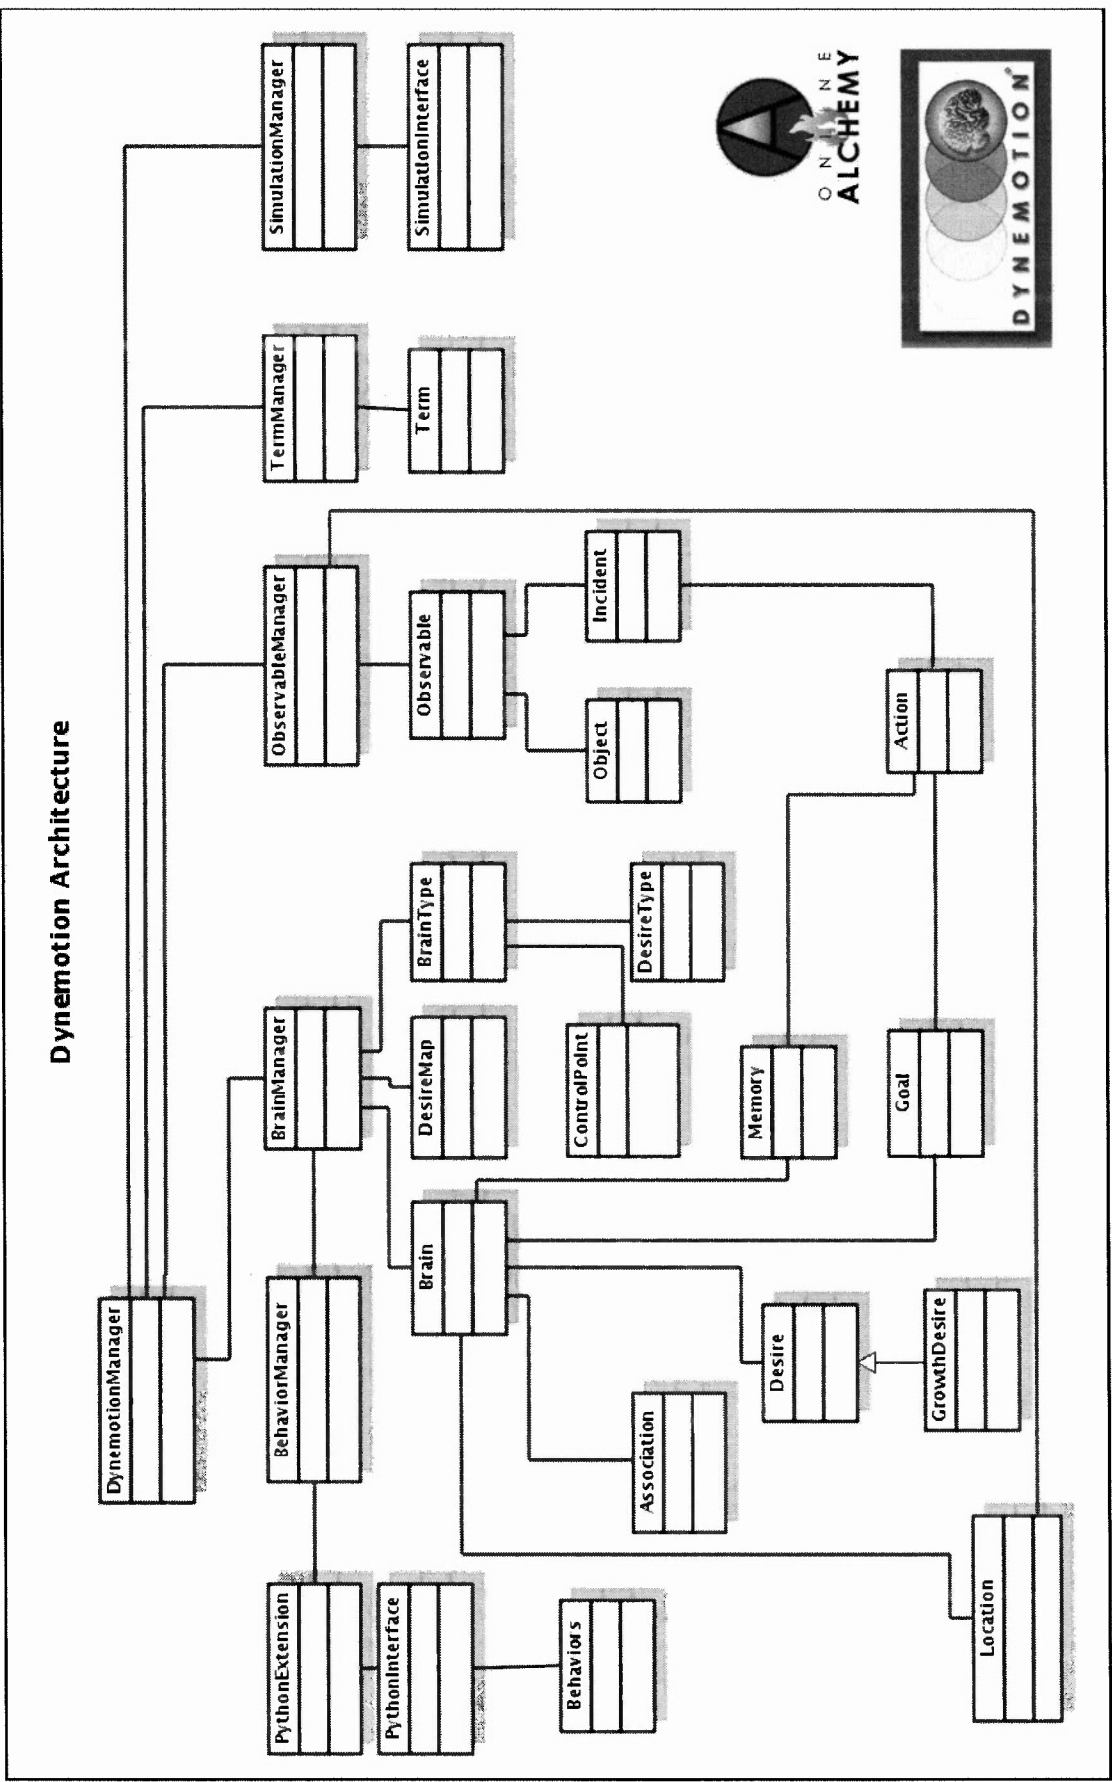 Dynemotion Architecture
DynemotionManager
PythonExtension
BehaviorManager
BrainManager
ObservableManager
TermManager
SimulationManager
PythonInterface
Brain
DesireMap
BrainType
Observable
Term
SimulationInterface
Behaviors
ControlPoint
Object
Incident
Association
DesireType
Desire
Memory
GrowthDesire
Goal
Action
Location
A
ONLINE
ALCHEMY
DYNEMOTION®